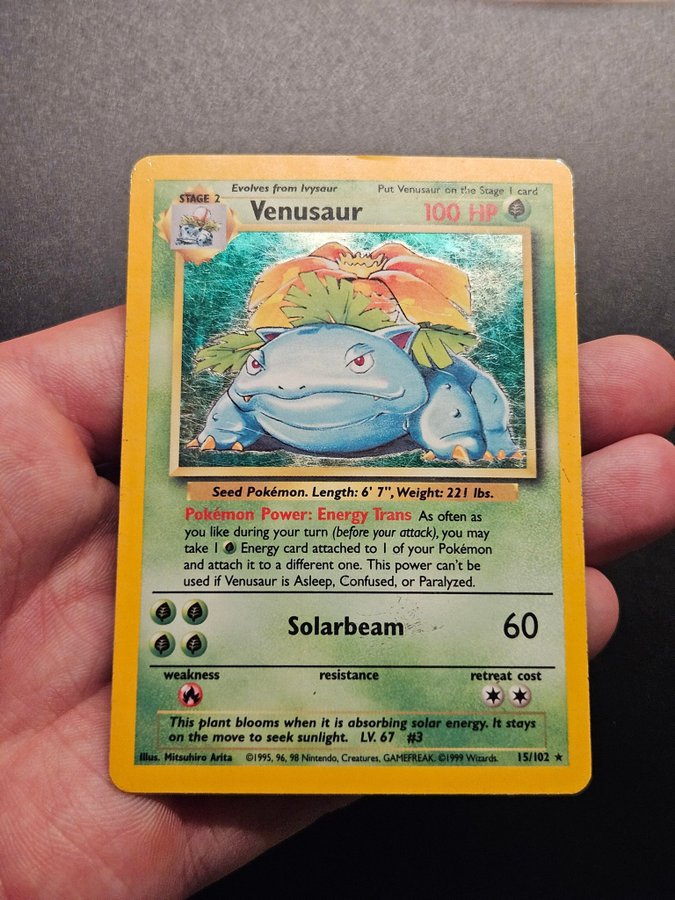 Evolves from Ivysaur Put Venusaur on the Stage 1 card
STAGE 2
Venusaur 100 HP
Seed Pokémon. Length: 6' 7", Weight: 221 lbs.
Pokémon Power: Energy Trans As often as
you like during your turn (before your attack), you may
take 1 Energy card attached to 1 of your Pokémon
and attach it to a different one. This power can't be
used if Venusaur is Asleep, Confused, or Paralyzed.
Solarbeam 60
weakness resistance retreat cost
This plant blooms when it is absorbing solar energy. It stays
on the move to seek sunlight. LV. 67 #3
Illus. Mitsuhiro Arita ©1995, 96, 98 Nintendo, Creatures, GAMEFREAK. ©1999 Wizards. 15/102 ★